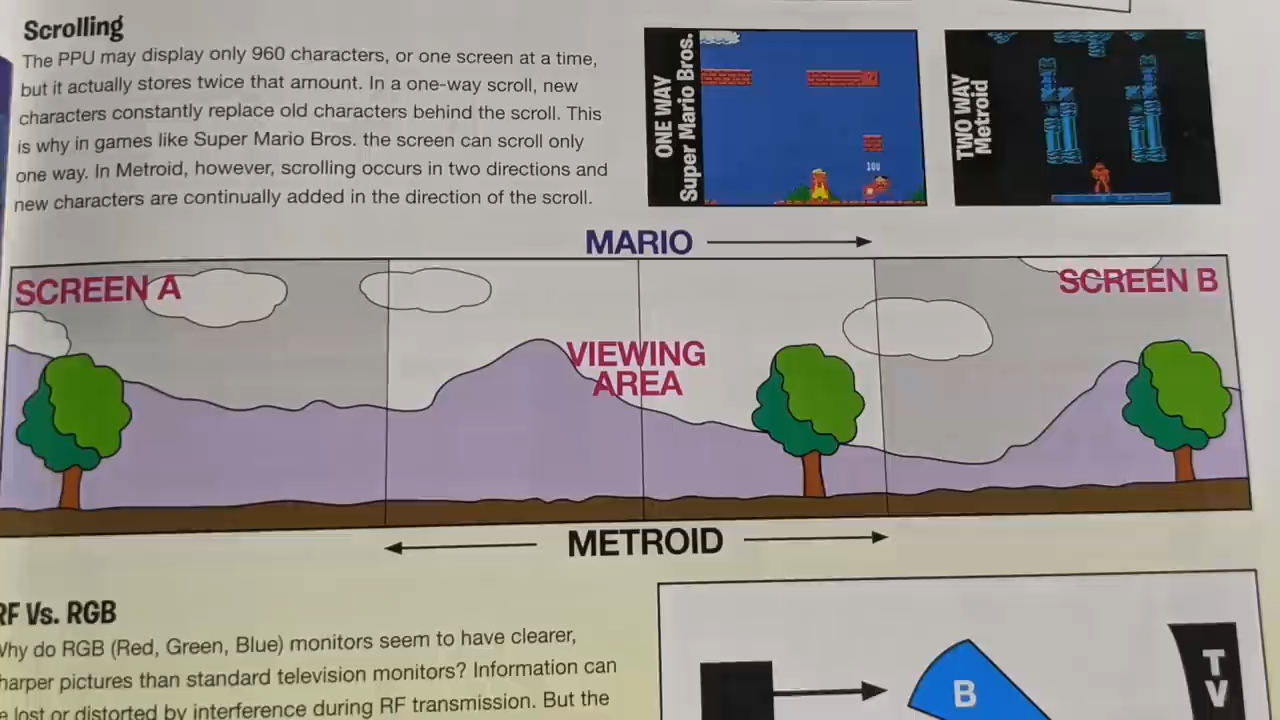 Scrolling
The PPU may display only 960 characters, or one screen at a time,
but it actually stores twice that amount. In a one-way scroll, new
characters constantly replace old characters behind the scroll. This
is why in games like Super Mario Bros. the screen can scroll only
one way. In Metroid, however, scrolling occurs in two directions and
new characters are continually added in the direction of the scroll.
ONE WAY
Super Mario Bros.
100
TWO WAY
Metroid
MARIO
SCREEN A
VIEWING
AREA
SCREEN B
METROID
RF Vs. RGB
Why do RGB (Red, Green, Blue) monitors seem to have clearer,
harper pictures than standard television monitors? Information can
e lost or distorted by interference during RF transmission. But the
B
TV